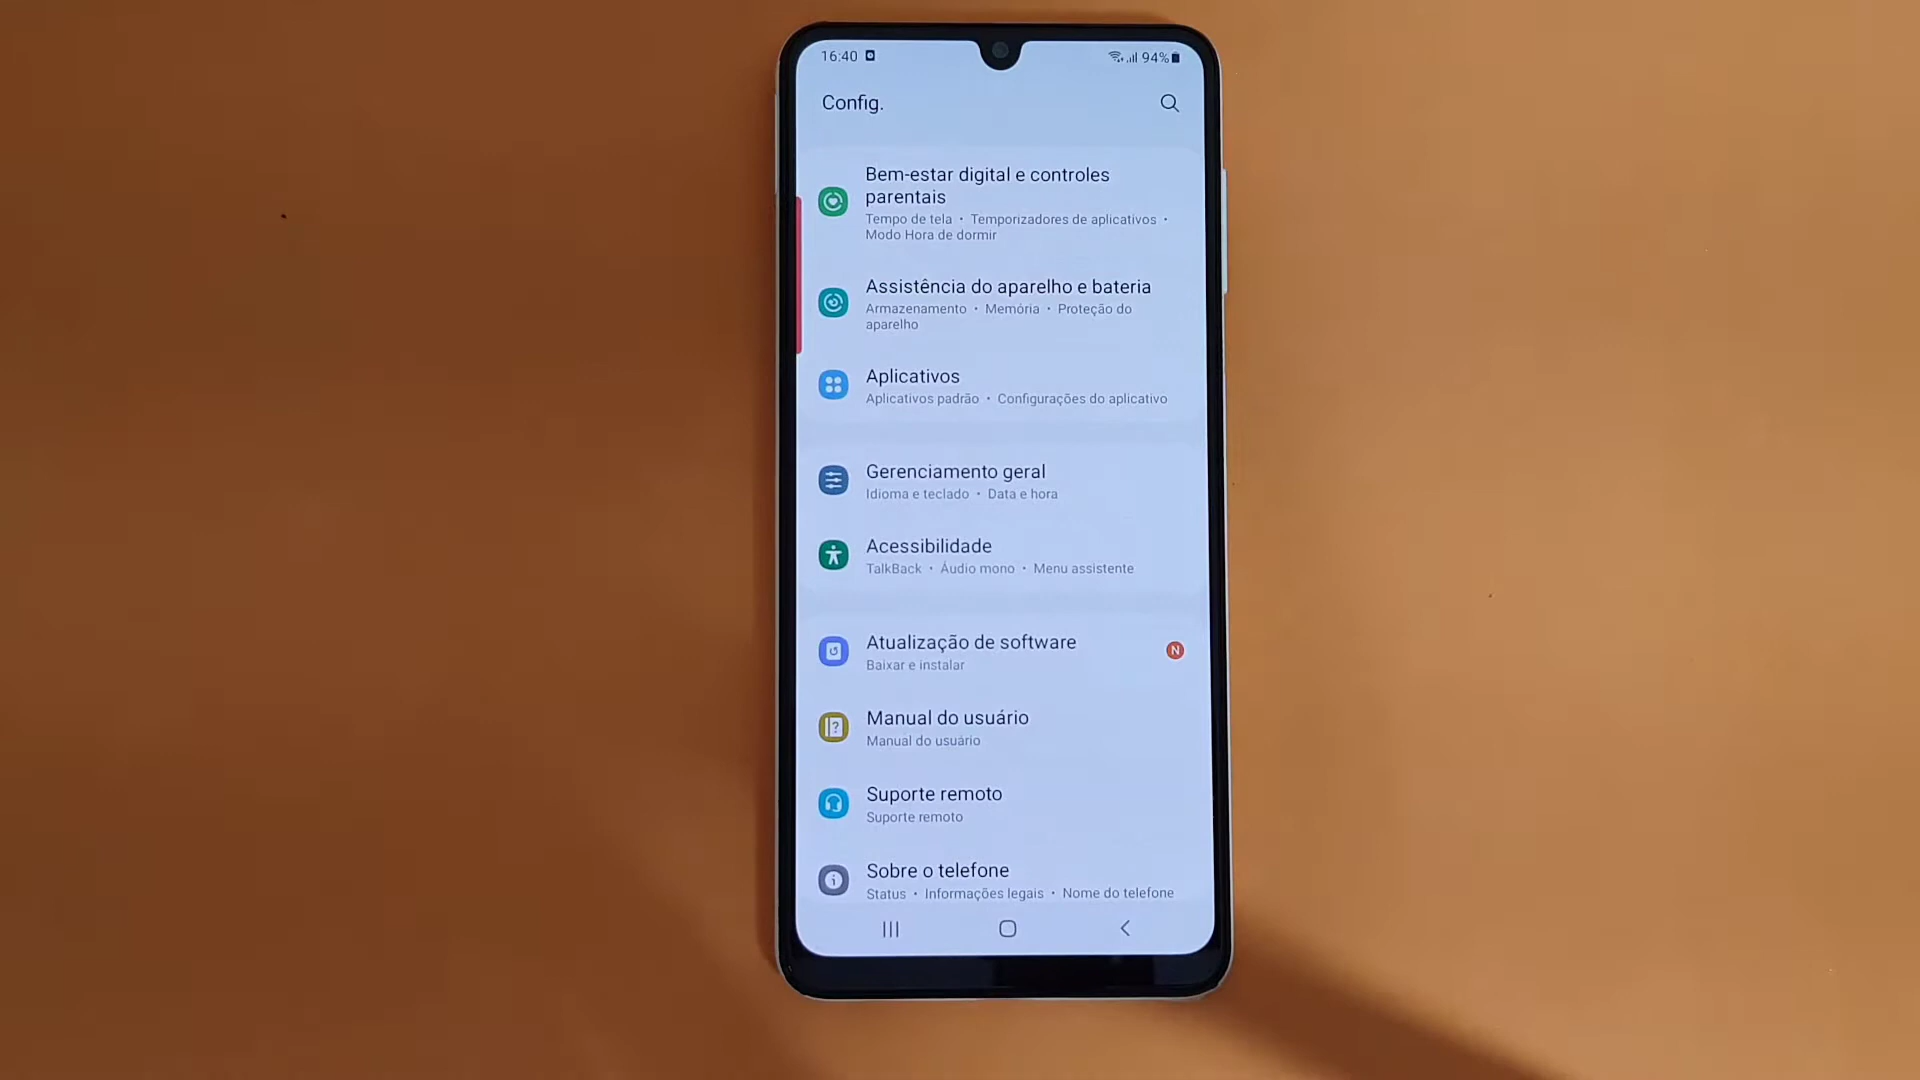 16:40
94%
Config.
Bem-estar digital e controles
parentais
Tempo de tela • Temporizadores de aplicativos •
Modo Hora de dormir
Assistência do aparelho e bateria
Armazenamento • Memória • Proteção do
aparelho
Aplicativos
Aplicativos padrão • Configurações do aplicativo
Gerenciamento geral
Idioma e teclado • Data e hora
Acessibilidade
TalkBack • Áudio mono • Menu assistente
Atualização de software
N
Baixar e instalar
Manual do usuário
Manual do usuário
Suporte remoto
Suporte remoto
Sobre o telefone
Status • Informações legais • Nome do telefone